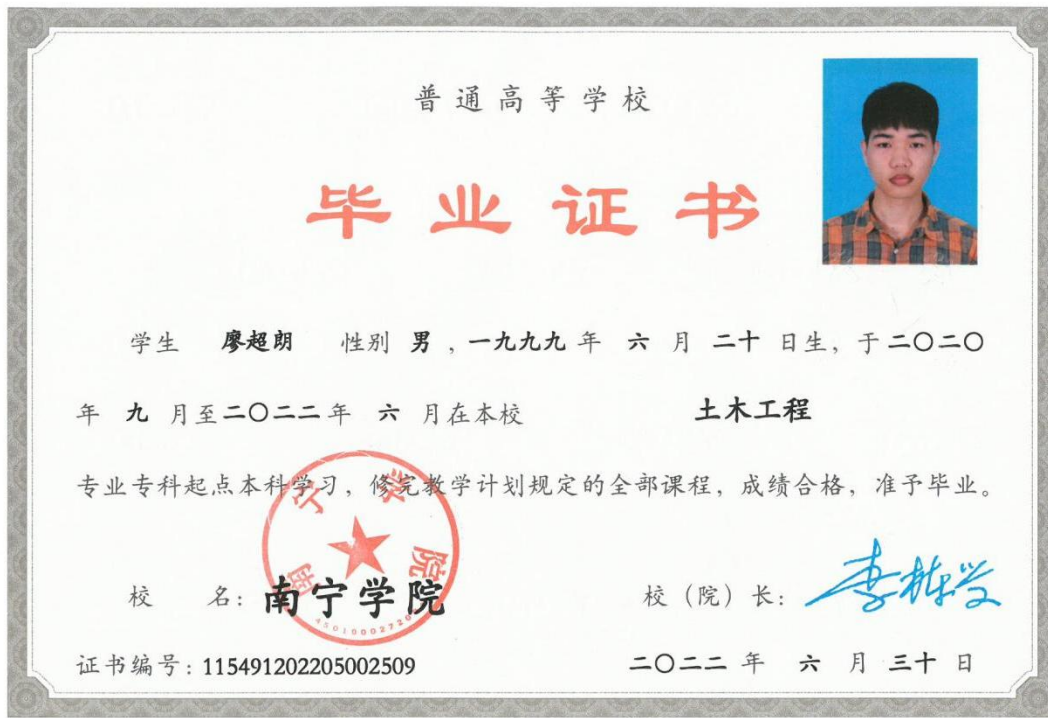 普通高等学校
毕业证书
学生 廖超朗 性别 男 ，一九九九 年 六 月 二十 日生，于二〇二〇
年 九 月至二〇二二年 六 月在本校 土木工程
专业专科起点本科学习，修完教学计划规定的全部课程，成绩合格，准予毕业。
南宁学院
校 名：南宁学院 校（院）长：
证书编号：115491202205002509 二〇二二 年 六 月 三十 日